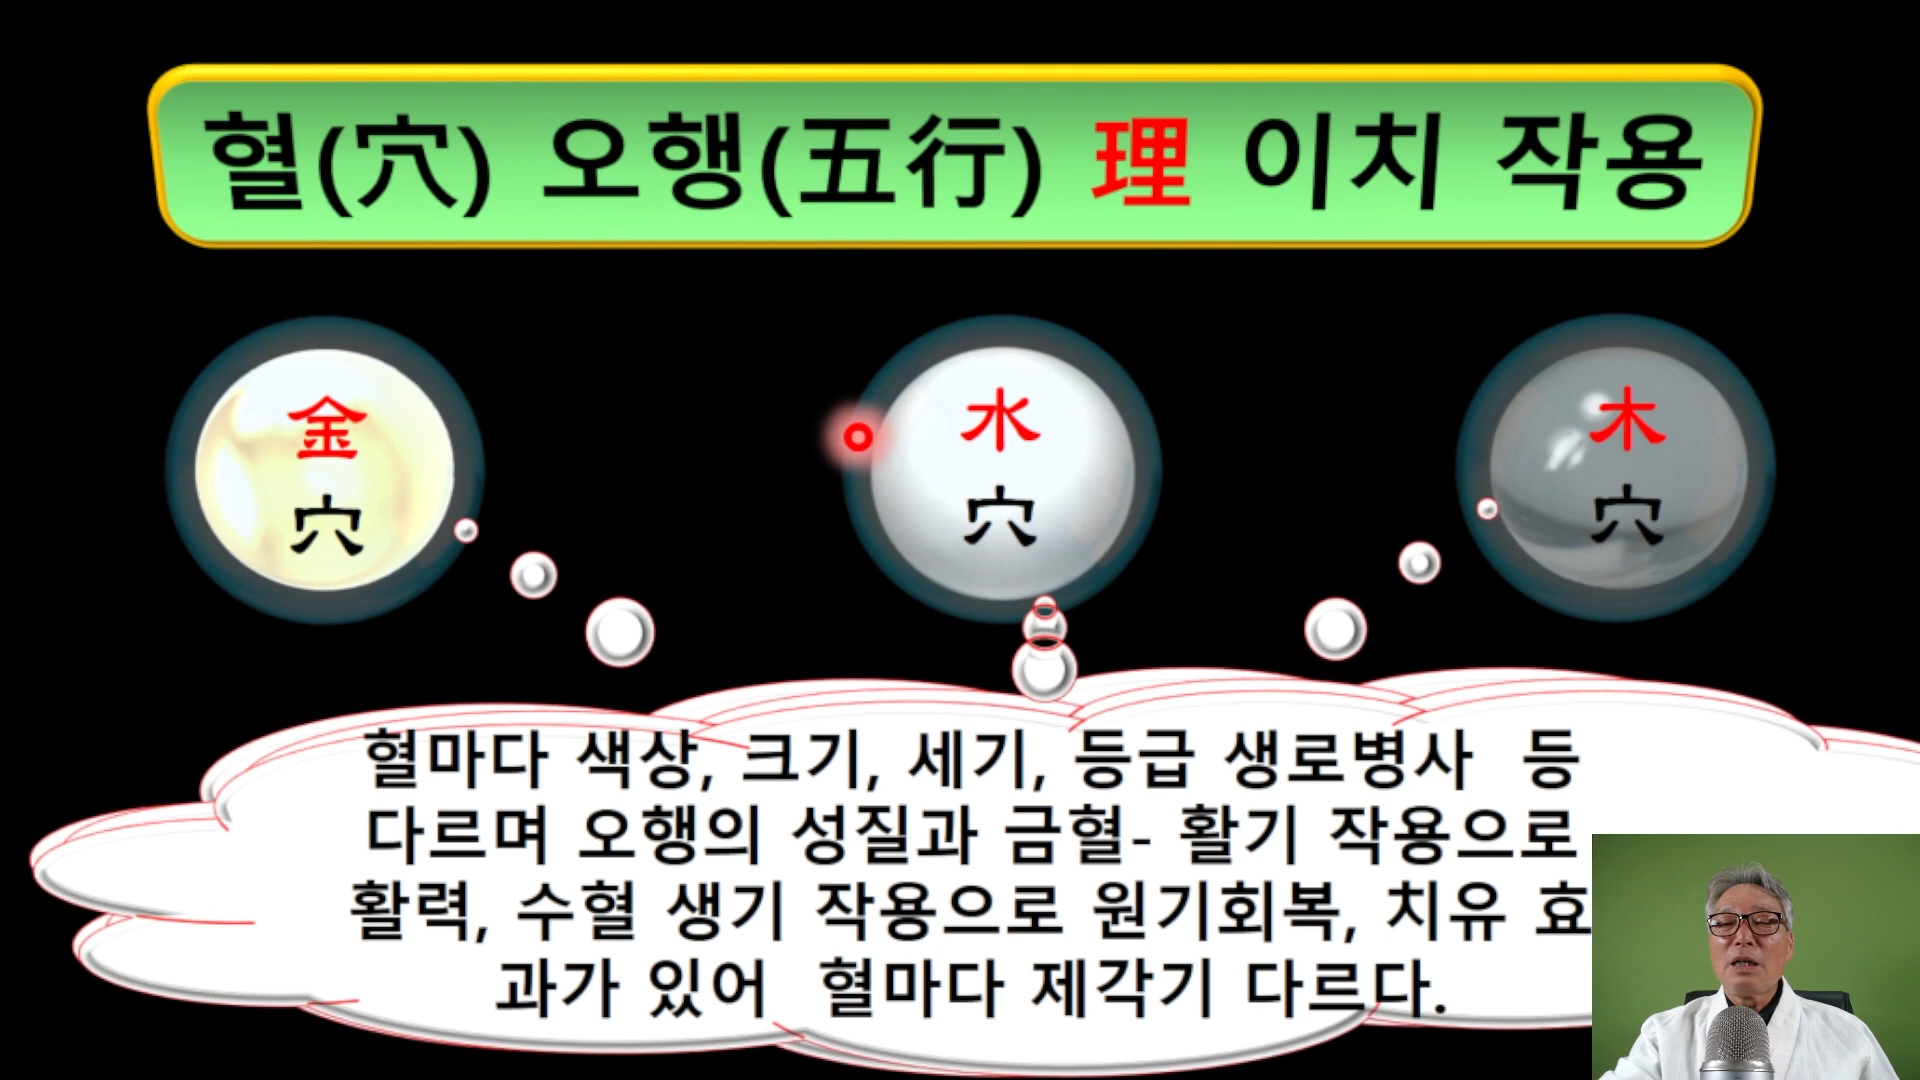 혈(穴) 오행(五行) 理 이치 작용
金
穴
水
穴
木
穴
혈마다 색상, 크기, 세기, 등급 생로병사 등
다르며 오행의 성질과 금혈- 활기 작용으로
활력, 수혈 생기 작용으로 원기회복, 치유 효
과가 있어 혈마다 제각기 다르다.